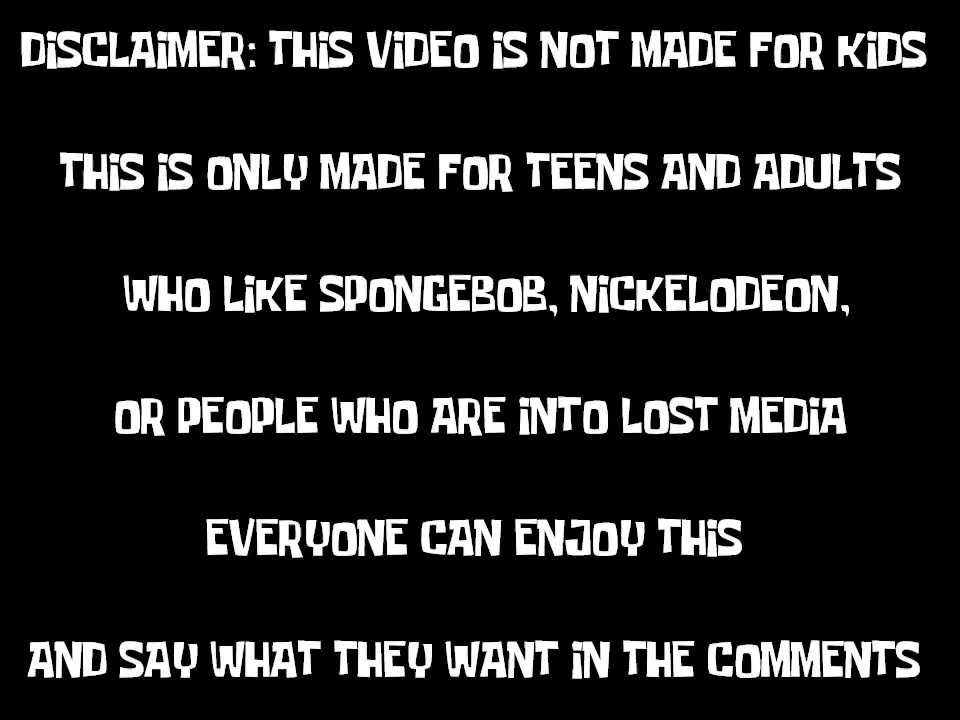 DISCLAIMER: THIS VIDEO IS NOT MADE FOR KIDS
THIS IS ONLY MADE FOR TEENS AND ADULTS
WHO LIKE SPONGEBOB, NICKELODEON,
OR PEOPLE WHO ARE INTO LOST MEDIA
EVERYONE CAN ENJOY THIS
AND SAY WHAT THEY WANT IN THE COMMENTS